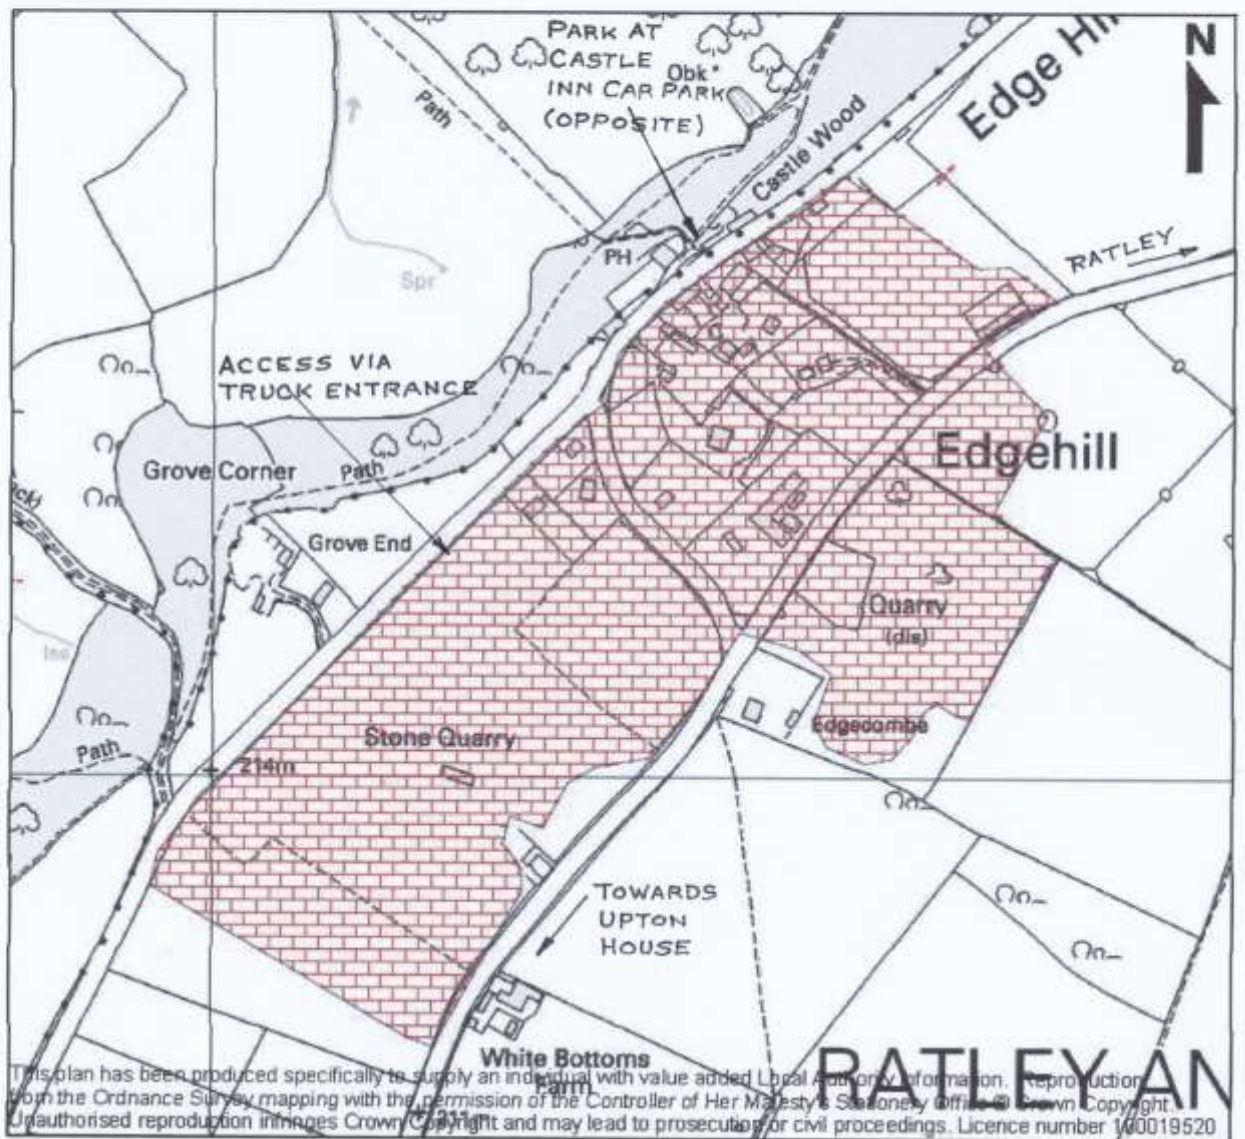 PARK AT
CASTLE
INN CAR PARK
(OPPOSITE)
Obk
Path
Castle Wood
Edge Hil
N
RATLEY
PH
Spr
ACCESS VIA
TRUCK ENTRANCE
Edgehill
Grove Corner
Path
Grove End
Quarry
(dis)
Edgecombe
Stone Quarry
Path
214m
TOWARDS
UPTON
HOUSE
White Bottoms
Farm
RATLEY AN
This plan has been produced specifically to supply an individual with value added Local Authority Information. Reproduction
from the Ordnance Survey mapping with the permission of the Controller of Her Majesty's Stationery Office © Crown Copyright.
Unauthorised reproduction infringes Crown Copyright and may lead to prosecution or civil proceedings. Licence number 100019520
211m